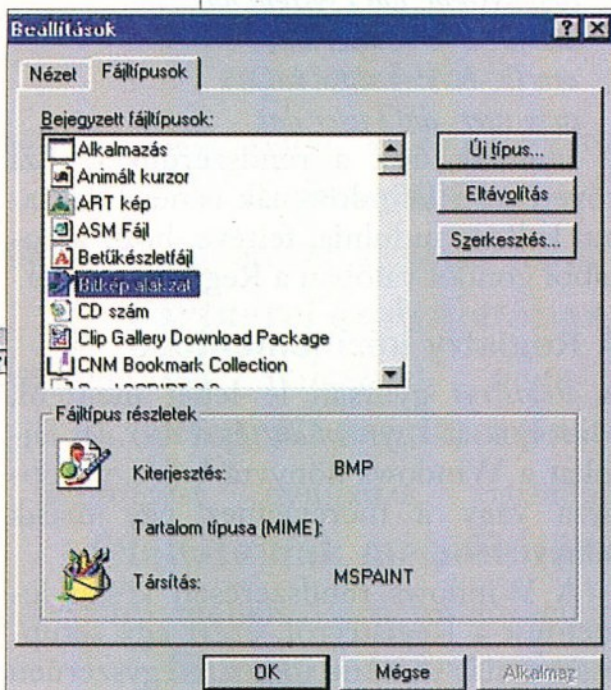 Beállítások
Nézet
Fájltípusok
Bejegyzett fájltípusok:
Alkalmazás
Animált kurzor
ART kép
ASM Fájl
Betűkészletfájl
Bitkép alakzat
CD szám
Clip Gallery Download Package
CNM Bookmark Collection
Új típus...
Eltávolítás
Szerkesztés...
Fájltípus részletek
Kiterjesztés: BMP
Tartalom típusa (MIME):
Társítás: MSPAINT
OK
Mégse
Alkalmaz